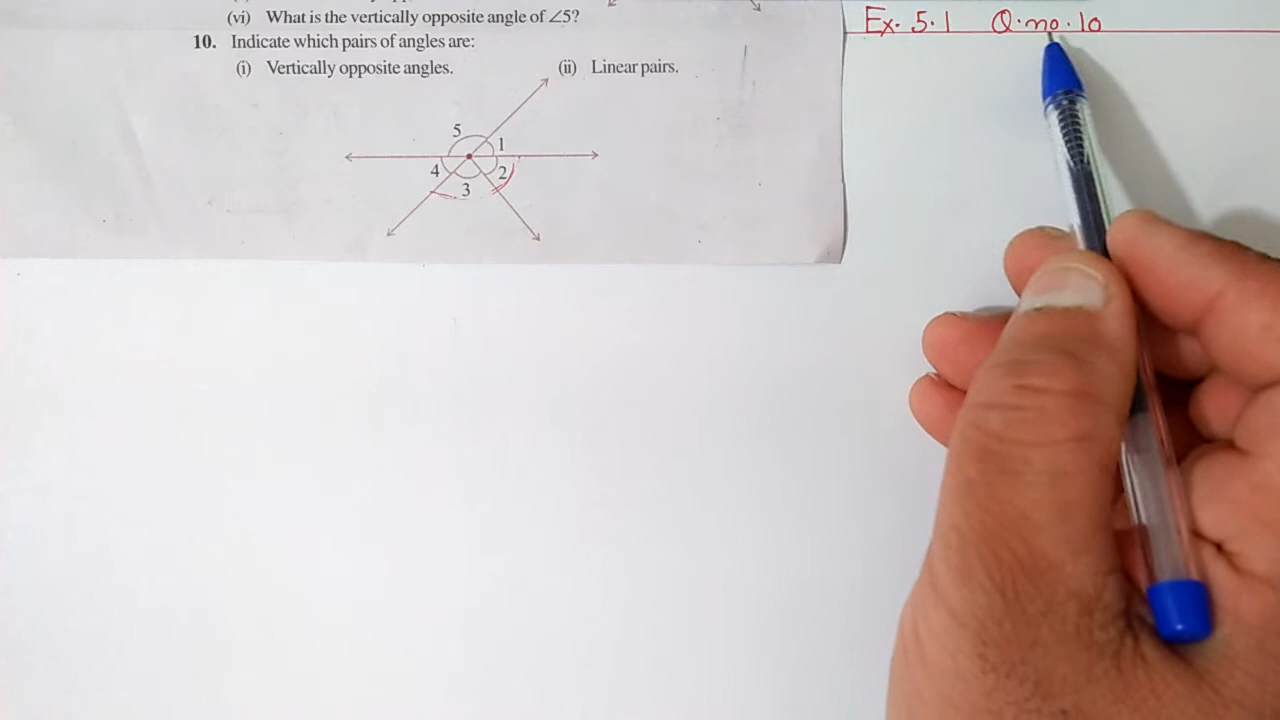 (vi) What is the vertically opposite angle of ∠5?
Ex. 5.1 Q.no.10
10. Indicate which pairs of angles are:
(i) Vertically opposite angles. (ii) Linear pairs.
5
1
4
2
3